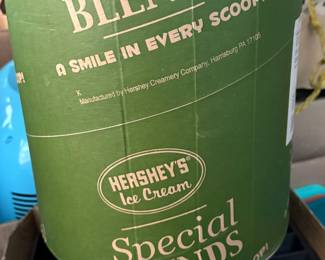 A SMILE IN EVERY SCOOP
Manufactured by Hershey Creamery Company, Harrisburg PA 17105
HERSHEY'S®
Ice Cream
Special